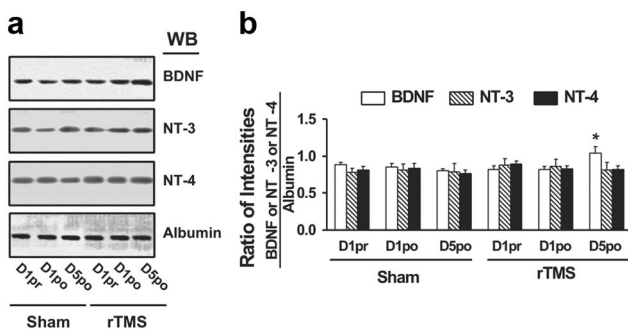 a
WB
BDNF
NT-3
NT-4
Albumin
D1pr D1po D5po D1pr D1po D5po
Sham rTMS
b
BDNF NT-3 NT-4
Ratio of Intensities
BDNF or NT -3 or NT -4
Albumin
1.5
1.0
0.5
0.0
*
D1pr D1po D5po D1pr D1po D5po
Sham rTMS